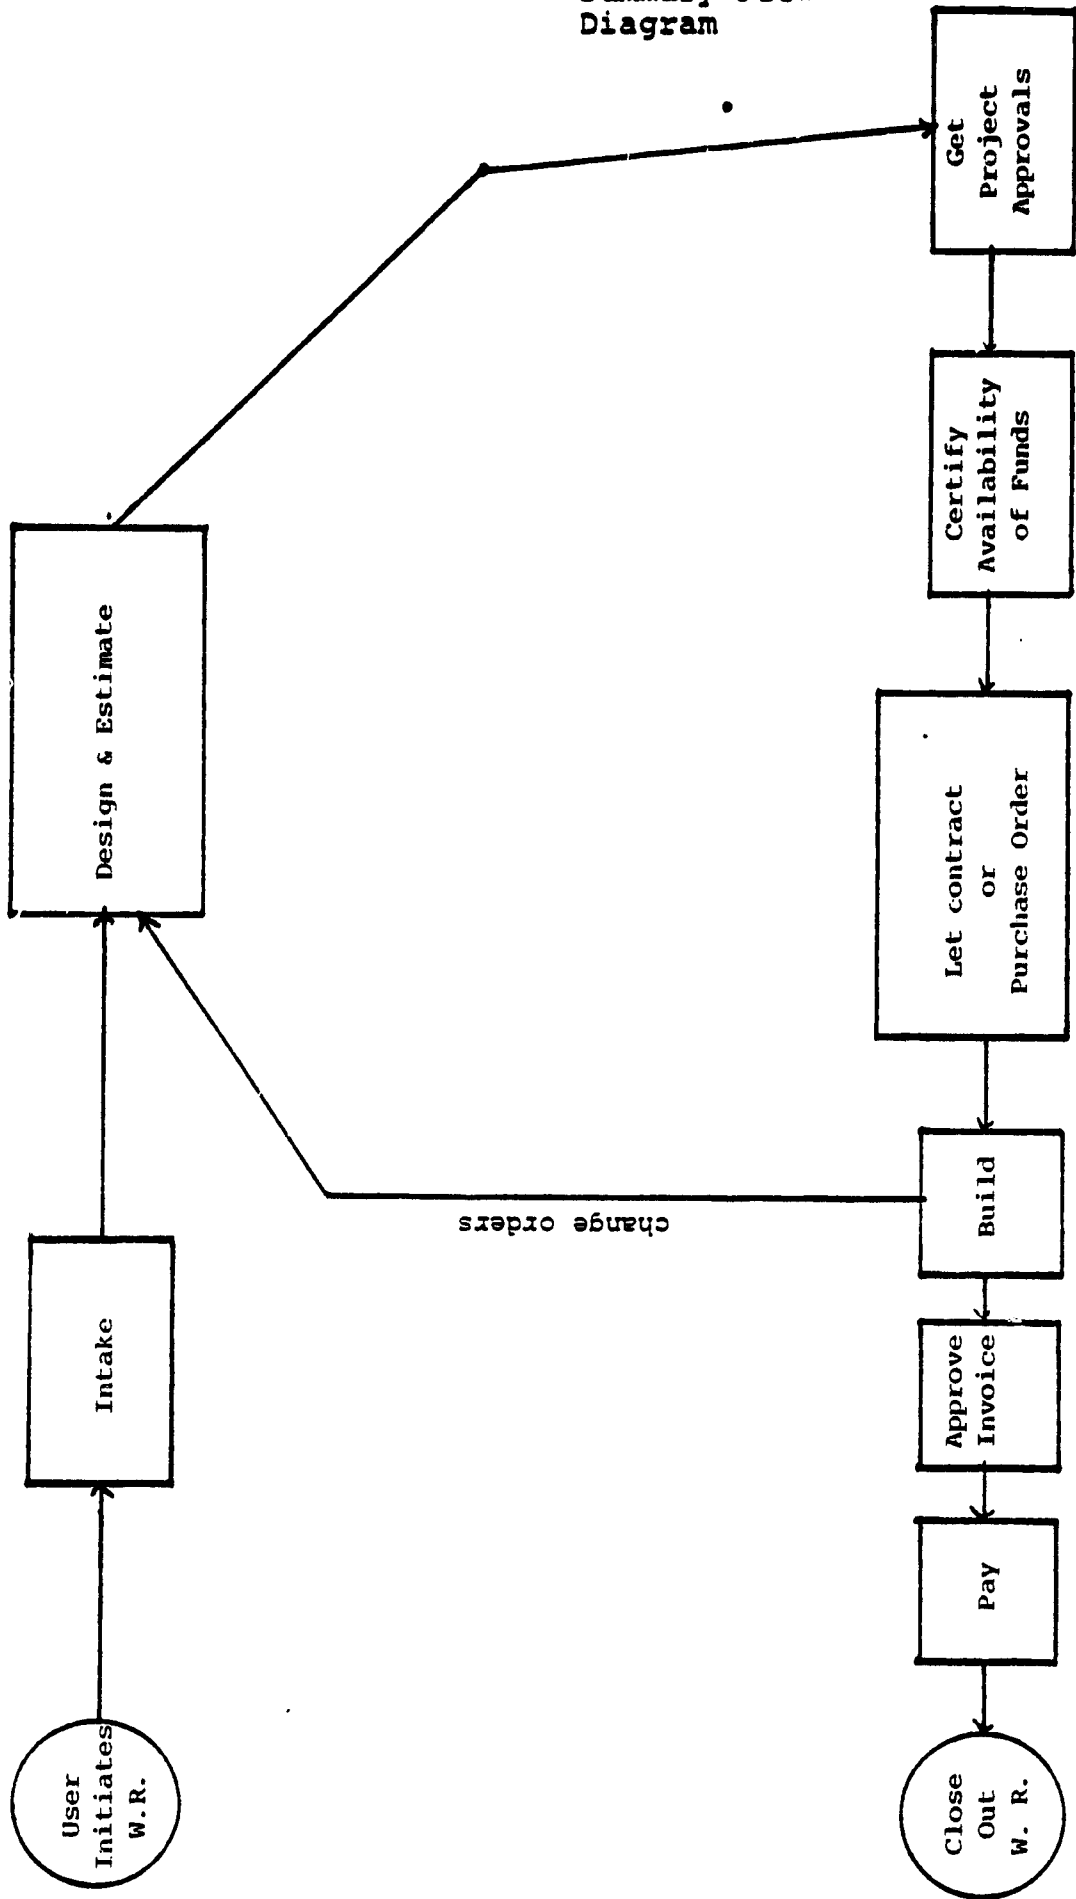 Diagram
User
Initiates
W.R.
Intake
Design & Estimate
change orders
Get
Project
Approvals
Certify
Availability
of Funds
Let contract
or
Purchase Order
Build
Approve
Invoice
Pay
Close
Out
W. R.